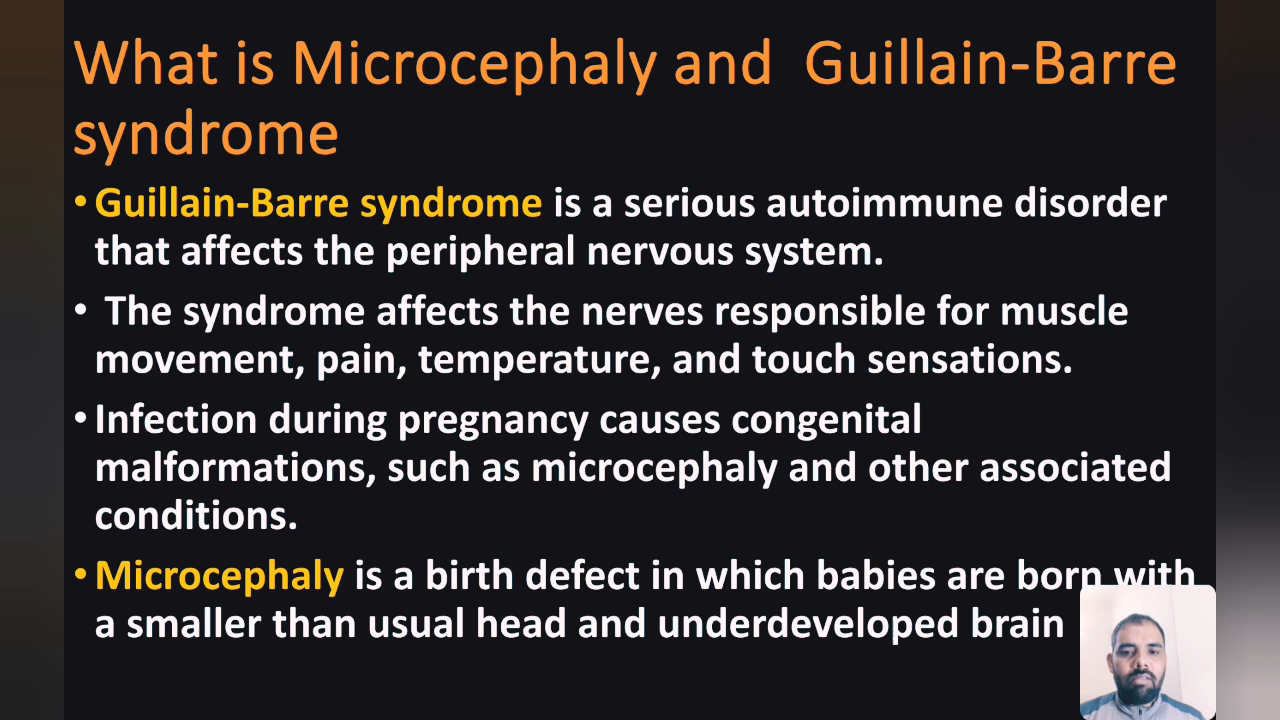 What is Microcephaly and Guillain-Barre
syndrome
• Guillain-Barre syndrome is a serious autoimmune disorder
that affects the peripheral nervous system.
• The syndrome affects the nerves responsible for muscle
movement, pain, temperature, and touch sensations.
• Infection during pregnancy causes congenital
malformations, such as microcephaly and other associated
conditions.
• Microcephaly is a birth defect in which babies are born with
a smaller than usual head and underdeveloped brain